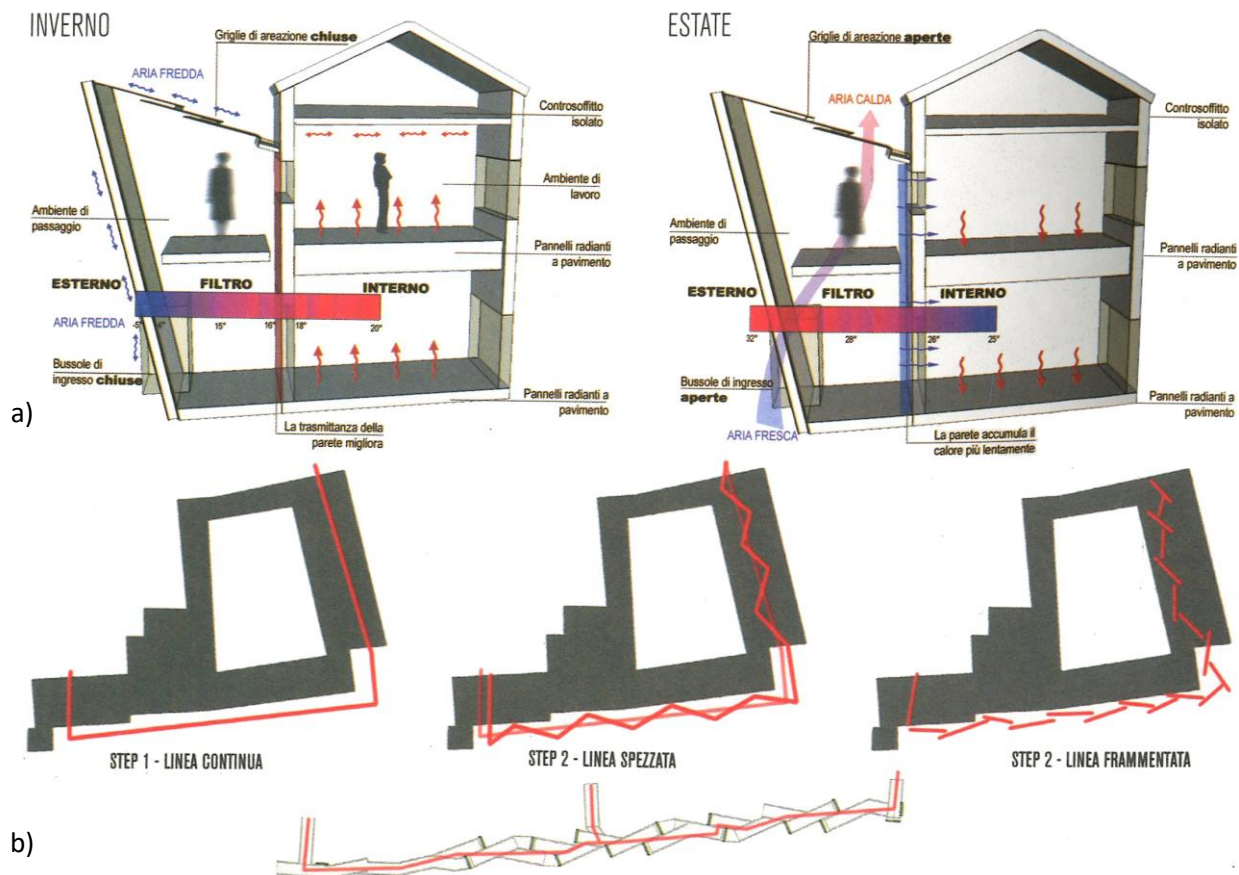 INVERNO
Griglie di areazione chiuse
ARIA FREDDA
Controsoffitto
isolato
Ambiente di
lavoro
Ambiente di
passaggio
Pannelli radianti
a pavimento
ESTERNO
FILTRO
INTERNO
ARIA FREDDA
-5°
4°
15°
16°
18°
20°
Bussole di
ingresso chiuse
Pannelli radianti a
pavimento
La trasmittanza della
parete migliora
ESTATE
Griglie di areazione aperte
ARIA CALDA
Controsoffitto
isolato
Ambiente di
passaggio
Pannelli radianti
a pavimento
ESTERNO
FILTRO
INTERNO
32°
28°
26°
25°
Bussole di ingresso
aperte
Pannelli radianti a
pavimento
ARIA FRESCA
La parete accumula il
calore più lentamente
a)
STEP 1 - LINEA CONTINUA
STEP 2 - LINEA SPEZZATA
STEP 2 - LINEA FRAMMENTATA
b)